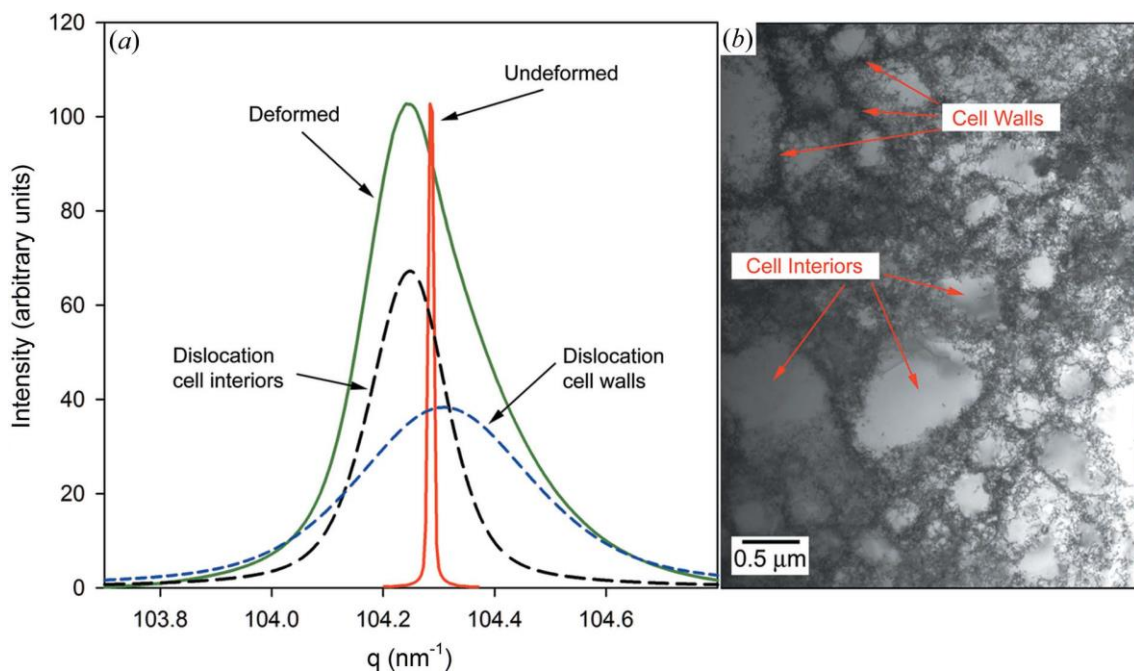 (a)
120
100
80
60
40
20
0
Intensity (arbitrary units)
103.8 104.0 104.2 104.4 104.6
q (nm-1)
Undeformed
Deformed
Dislocation
cell interiors
Dislocation
cell walls
(b)
Cell Walls
Cell Interiors
0.5 μm